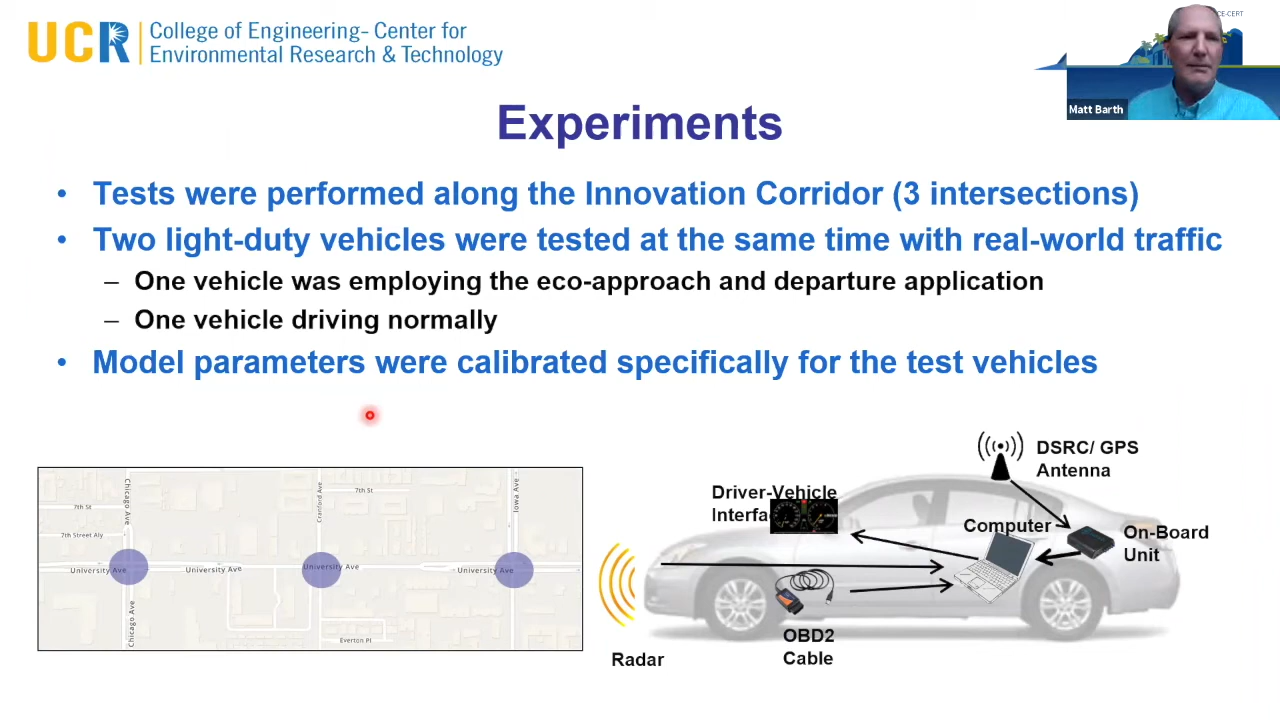 UCR
College of Engineering- Center for
Environmental Research & Technology
CE-CERT
Matt Barth
Experiments
• Tests were performed along the Innovation Corridor (3 intersections)
• Two light-duty vehicles were tested at the same time with real-world traffic
– One vehicle was employing the eco-approach and departure application
– One vehicle driving normally
• Model parameters were calibrated specifically for the test vehicles
Chicago Ave
7th St
7th Street Aly
University Ave
Chicago Ave
University Ave
Cranford Ave
7th St
University Ave
Everton Pl
Iowa Ave
University Ave
DSRC/ GPS
Antenna
Driver-Vehicle
Computer
On-Board
Unit
OBD2
Cable
Radar